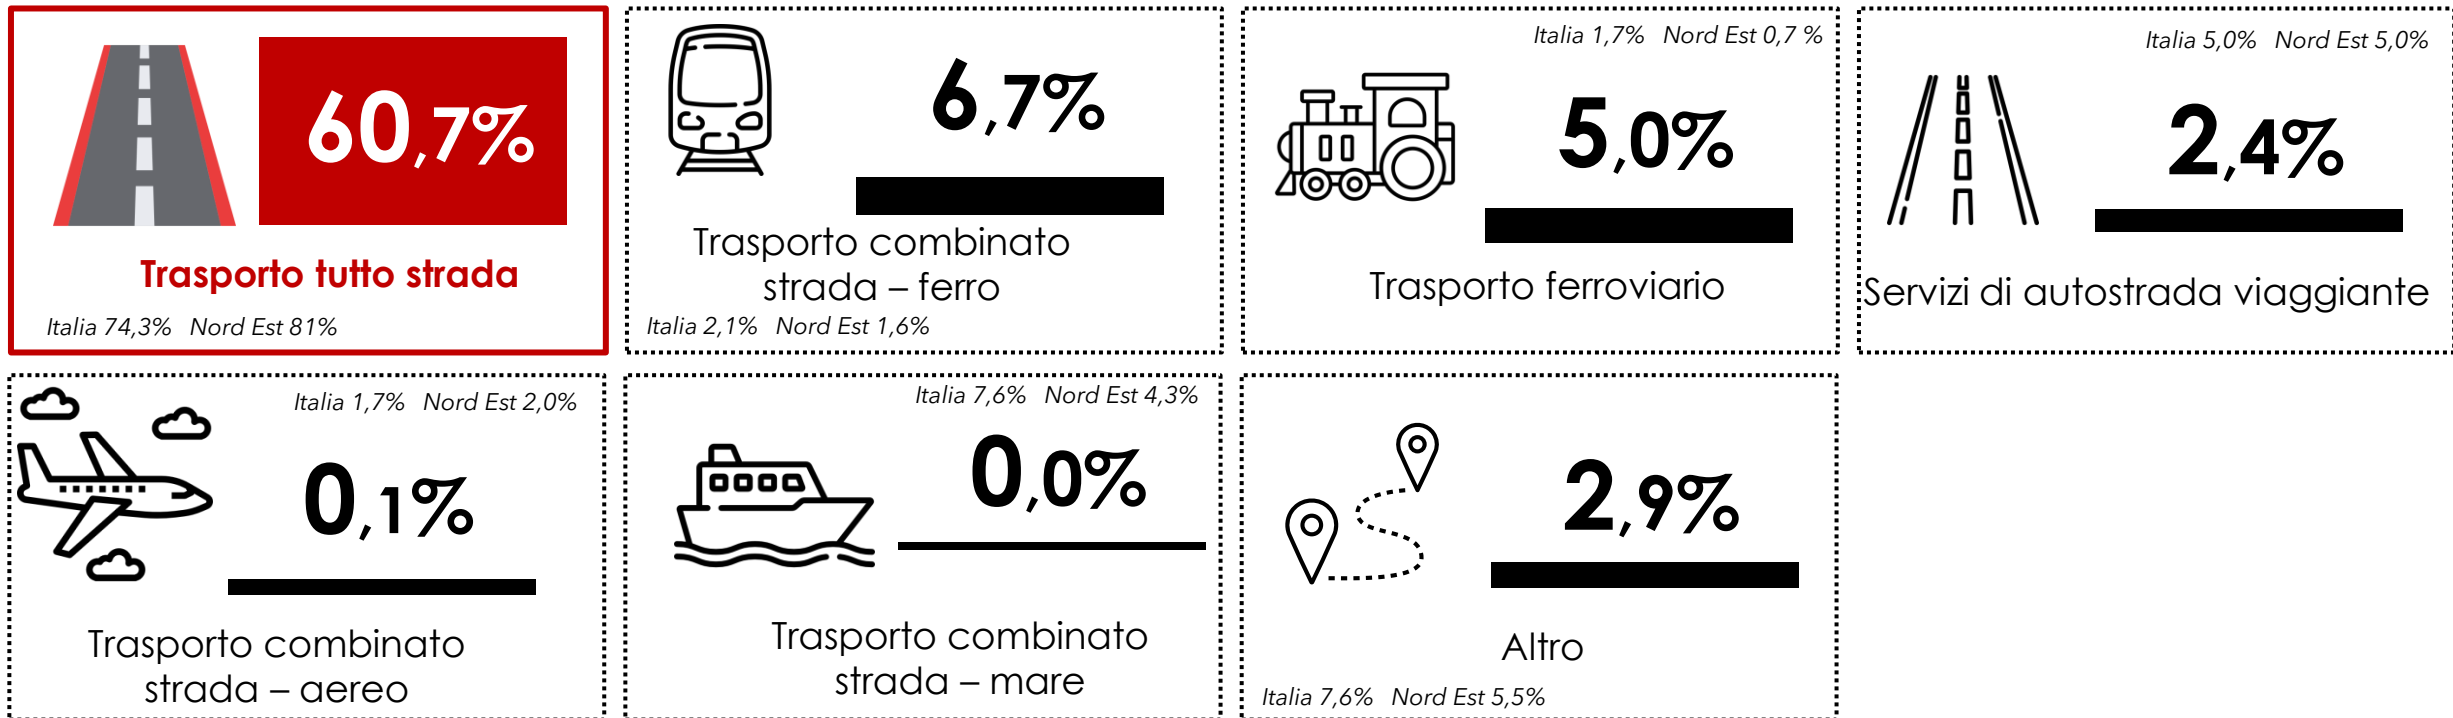 60,7%
Trasporto tutto strada
Italia 74,3% Nord Est 81%
6,7%
Trasporto combinato
strada – ferro
Italia 2,1% Nord Est 1,6%
Italia 1,7% Nord Est 0,7 %
5,0%
Trasporto ferroviario
Italia 5,0% Nord Est 5,0%
2,4%
Servizi di autostrada viaggiante
Italia 1,7% Nord Est 2,0%
0,1%
Trasporto combinato
strada – aereo
Italia 7,6% Nord Est 4,3%
0,0%
Trasporto combinato
strada – mare
2,9%
Altro
Italia 7,6% Nord Est 5,5%